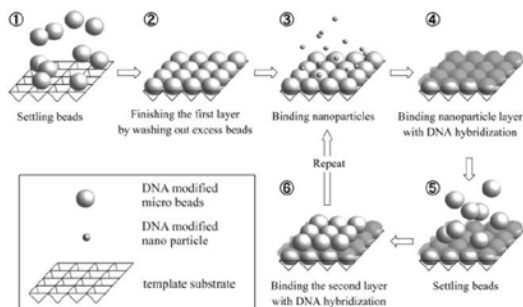 ①
Settling beads
②
Finishing the first layer
by washing out excess beads
③
Binding nanoparticles
④
Binding nanoparticle layer
with DNA hybridization
Repeat
⑤
Settling beads
⑥
Binding the second layer
with DNA hybridization
DNA modified
micro beads
DNA modified
nano particle
template substrate